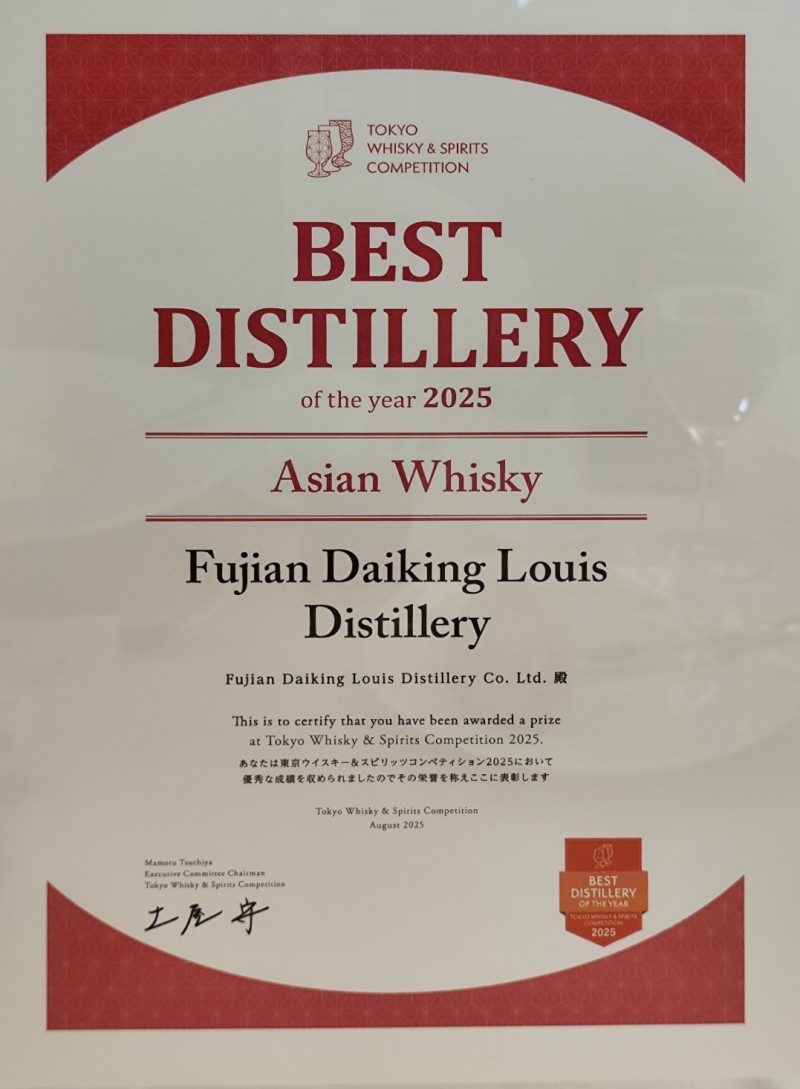 TOKYO
WHISKY & SPIRITS
COMPETITION
BEST
DISTILLERY
of the year 2025
Asian Whisky
Fujian Daiking Louis
Distillery
Fujian Daiking Louis Distillery Co. Ltd. 殿
This is to certify that you have been awarded a prize
at Tokyo Whisky & Spirits Competition 2025.
あなたは東京ウイスキー&スピリッツコンペティション2025において
優秀な成績を収められましたのでその栄誉を称えここに表彰します
Tokyo Whisky & Spirits Competition
August 2025
Mamoru Tsuchiya
Executive Committee Chairman
Tokyo Whisky & Spirits Competition
土屋 守
BEST
DISTILLERY
OF THE YEAR
TOKYO WHISKY & SPIRITS
COMPETITION
2025